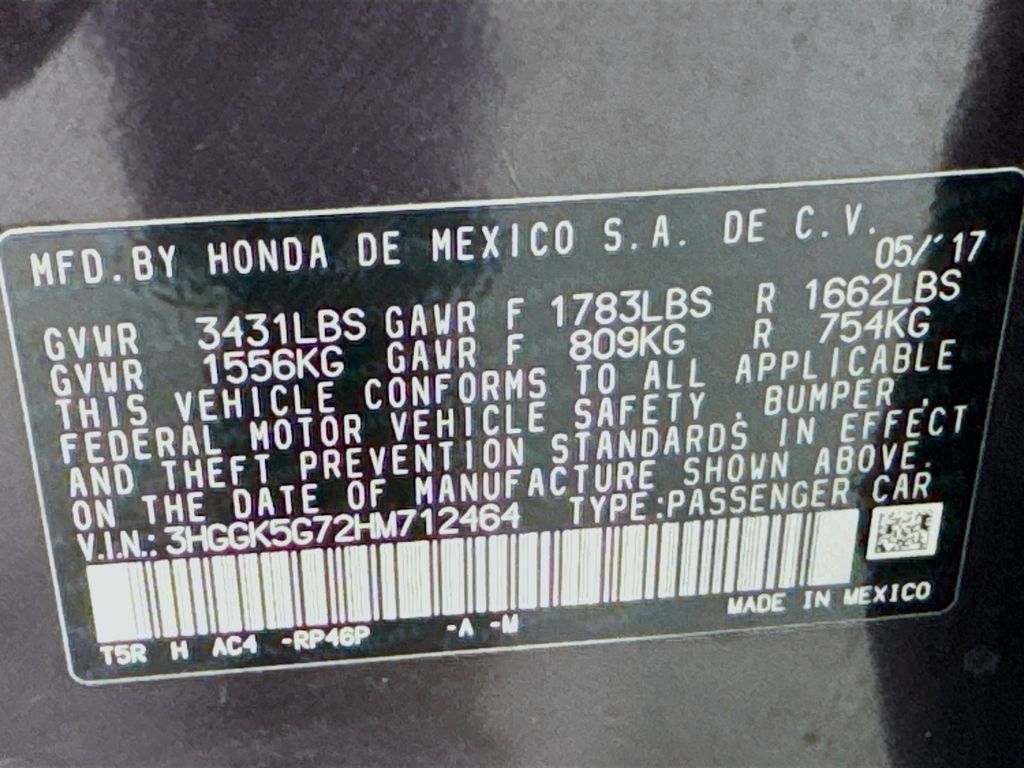 MFD. BY HONDA DE MEXICO S.A. DE C.V.
05/'17
GVWR 3431LBS GAWR F 1783LBS R 1662LBS
GVWR 1556KG GAWR F 809KG R 754KG
THIS VEHICLE CONFORMS TO ALL APPLICABLE
FEDERAL MOTOR VEHICLE SAFETY, BUMPER,
AND THEFT PREVENTION STANDARDS IN EFFECT
ON THE DATE OF MANUFACTURE SHOWN ABOVE.
V.I.N.: 3HGGK5G72HM712464 TYPE:PASSENGER CAR
MADE IN MEXICO
T5R H AC4 -RP46P -A -M